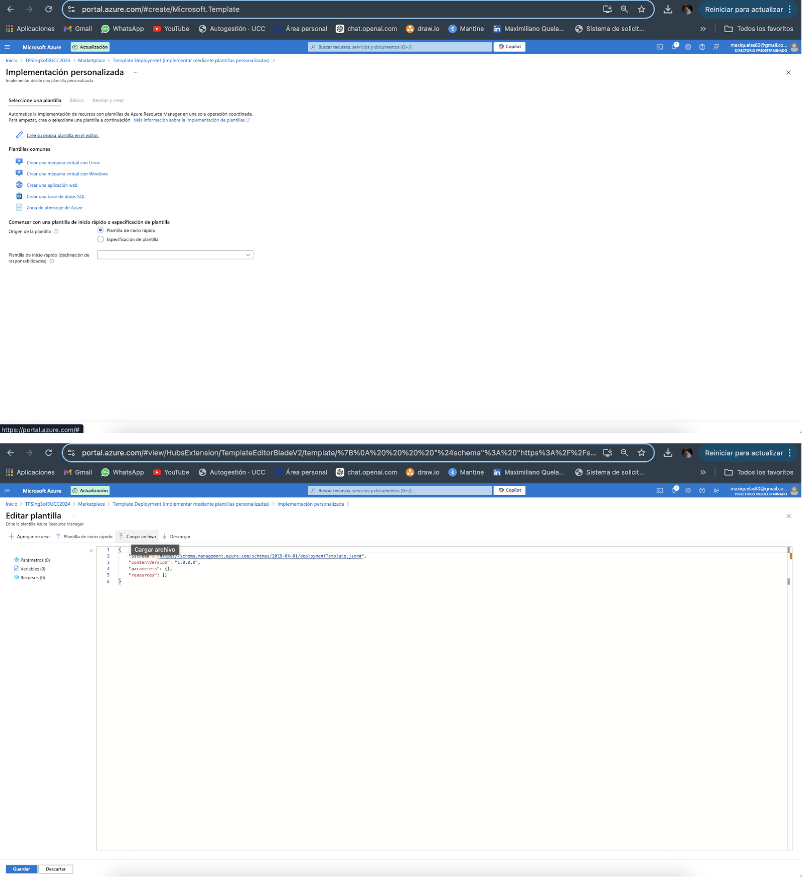 portal.azure.com/#create/Microsoft.Template
Reiniciar para actualizar
Aplicaciones Gmail WhatsApp YouTube Autogestión - UCC Área personal chat.openai.com draw.io Mantine Maximiliano Quela... Sistema de solicit... » Todos los favoritos
Microsoft Azure Actualización Buscar recursos, servicios y documentos (G+/) Copilot
DIRECTORIO PREDETERMINADO
Inicio > TFSingSoftIIUCC2024 > Marketplace > Template Deployment (implementar mediante plantillas personalizadas) >
Implementación personalizada ...
Implementar desde una plantilla personalizada
Seleccione una plantilla Básico Revisar y crear
Automatice la implementación de recursos con plantillas de Azure Resource Manager en una sola operación coordinada.
Para empezar, cree o seleccione una plantilla a continuación. Más información sobre la implementación de plantillas
Cree su propia plantilla en el editor.
Plantillas comunes
Crear una máquina virtual con Linux
Crear una máquina virtual con Windows
Crear una aplicación web
Crear una base de datos SQL
Zona de aterrizaje de Azure
Comenzar con una plantilla de inicio rápido o especificación de plantilla
Origen de la plantilla Plantilla de inicio rápido
Especificación de plantilla
Plantilla de inicio rápido (declinación de
responsabilidades)
https://portal.azure.com/#
portal.azure.com/#view/HubsExtension/TemplateEditorBladeV2/template/%7B%0A%20%20%20%20"%24schema"%3A%20"https%3A%2F%2Fs...
Reiniciar para actualizar
Aplicaciones Gmail WhatsApp YouTube Autogestión - UCC Área personal chat.openai.com draw.io Mantine Maximiliano Quela... Sistema de solicit... » Todos los favoritos
Microsoft Azure Actualización Buscar recursos, servicios y documentos (G+/) Copilot
Inicio > TFSingSoftIIUCC2024 > Marketplace > Template Deployment (implementar mediante plantillas personalizadas) > Implementación personalizada >
Editar plantilla ...
Edite la plantilla Azure Resource Manager
Agregar recurso Plantilla de inicio rápido Cargar archivo Descargar
Cargar archivo
Parámetros (0)
Variables (0)
Recursos (0)
1 {
2 "$schema": "https://schema.management.azure.com/schemas/2019-04-01/deploymentTemplate.json#",
3 "contentVersion": "1.0.0.0",
4 "parameters": {},
5 "resources": []
6 }
Guardar Descartar